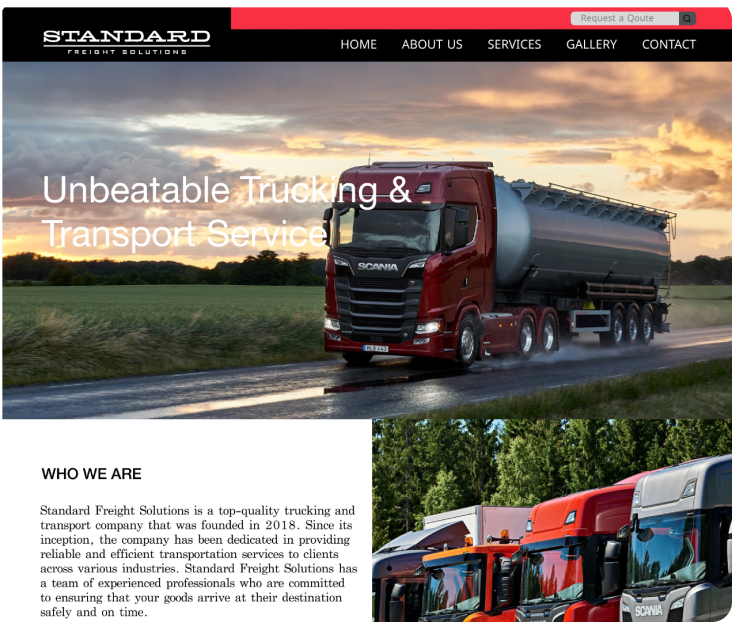 Request a Qoute
STANDARD
FREIGHT SOLUTIONS
HOME ABOUT US SERVICES GALLERY CONTACT
Unbeatable Trucking &
Transport Service
SCANIA
WHO WE ARE
Standard Freight Solutions is a top-quality trucking and
transport company that was founded in 2018. Since its
inception, the company has been dedicated in providing
reliable and efficient transportation services to clients
across various industries. Standard Freight Solutions has
a team of experienced professionals who are committed
to ensuring that your goods arrive at their destination
safely and on time.
SCANIA